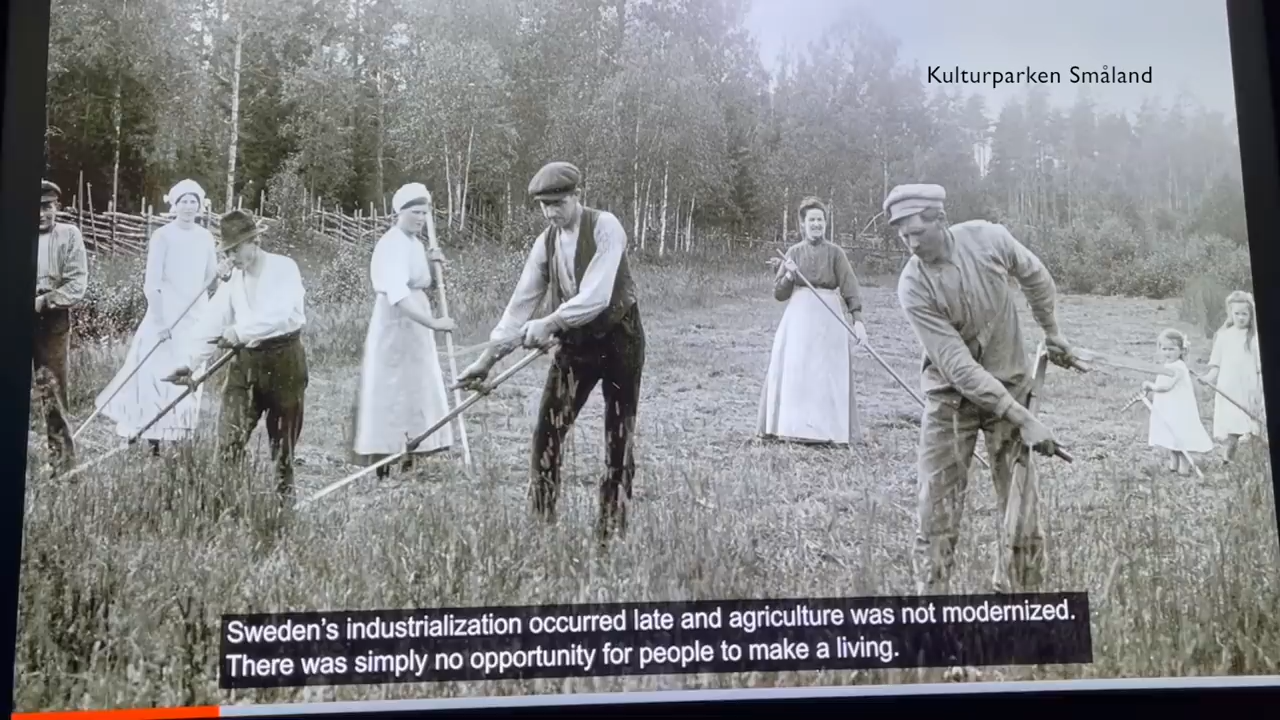 Kulturparken Småland
Sweden's industrialization occurred late and agriculture was not modernized.
There was simply no opportunity for people to make a living.